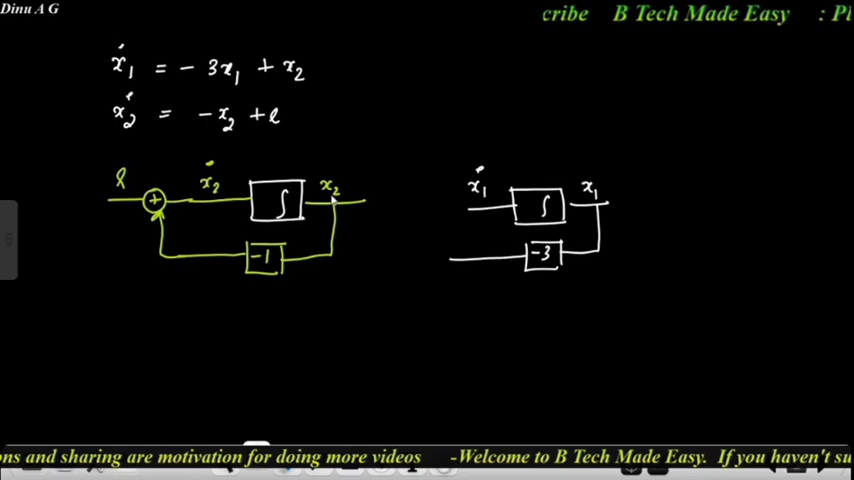 Dinu A G
cribe B Tech Made Easy : Pl
ẋ₁ = - 3x₁ + x₂
ẋ₂ = -x₂ + r
r + ẋ₂ ∫ x₂ ẋ₁ ∫ x₁
-1 -3
ns and sharing are motivation for doing more videos -Welcome to B Tech Made Easy. If you haven't su